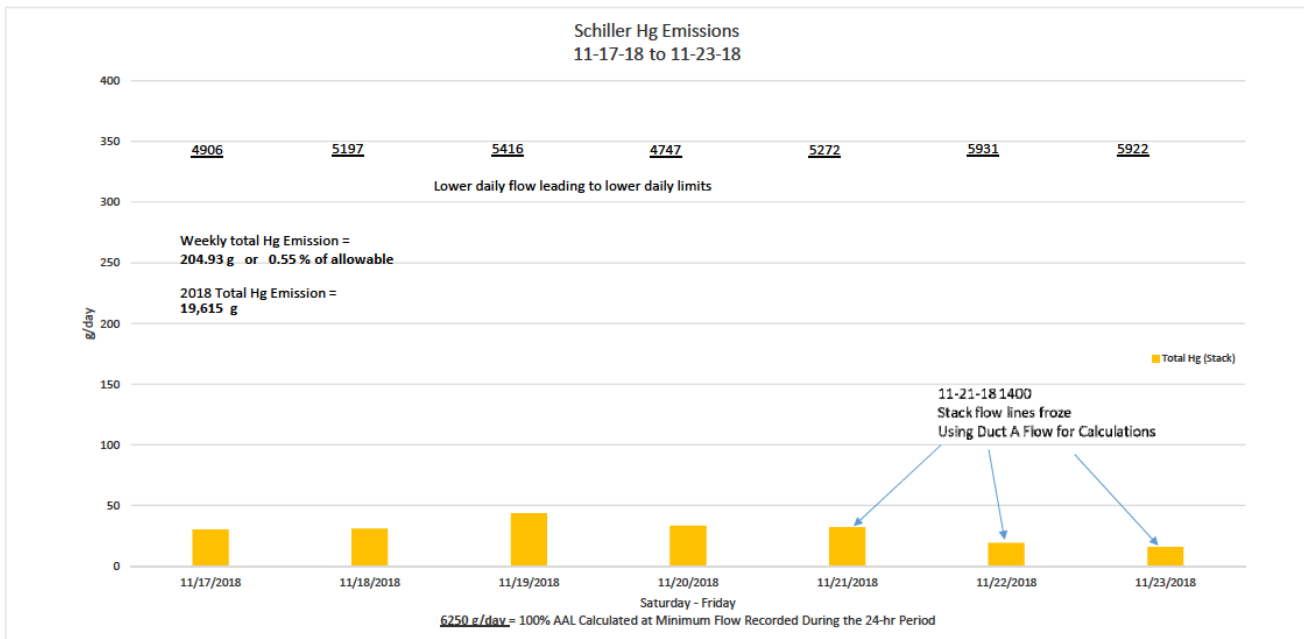 Schiller Hg Emissions
11-17-18 to 11-23-18
400
350
300
250
200
150
100
50
0
g/day
4906 5197 5416 4747 5272 5931 5922
Lower daily flow leading to lower daily limits
Weekly total Hg Emission =
204.93 g or 0.55 % of allowable
2018 Total Hg Emission =
19,615 g
Total Hg (Stack)
11-21-18 1400
Stack flow lines froze
Using Duct A Flow for Calculations
11/17/2018 11/18/2018 11/19/2018 11/20/2018 11/21/2018 11/22/2018 11/23/2018
Saturday - Friday
6250 g/day = 100% AAL Calculated at Minimum Flow Recorded During the 24-hr Period